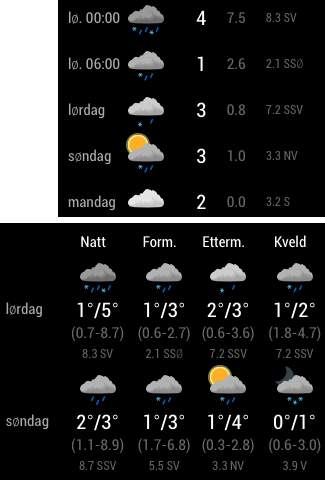 lø. 00:00 4 7.5 8.3 SV
lø. 06:00 1 2.6 2.1 SSØ
lørdag 3 0.8 7.2 SSV
søndag 3 1.0 3.3 NV
mandag 2 0.0 3.2 S
Natt Form. Etterm. Kveld
lørdag 1°/5° 1°/3° 2°/3° 1°/2°
(0.7-8.7) (0.6-2.7) (0.6-3.6) (1.8-4.7)
8.3 SV 2.1 SSØ 7.2 SSV 7.2 SSV
søndag 2°/3° 1°/3° 1°/4° 0°/1°
(1.1-8.9) (1.7-6.8) (0.3-2.8) (0.6-3.0)
8.7 SSV 5.5 SV 3.3 NV 3.9 V